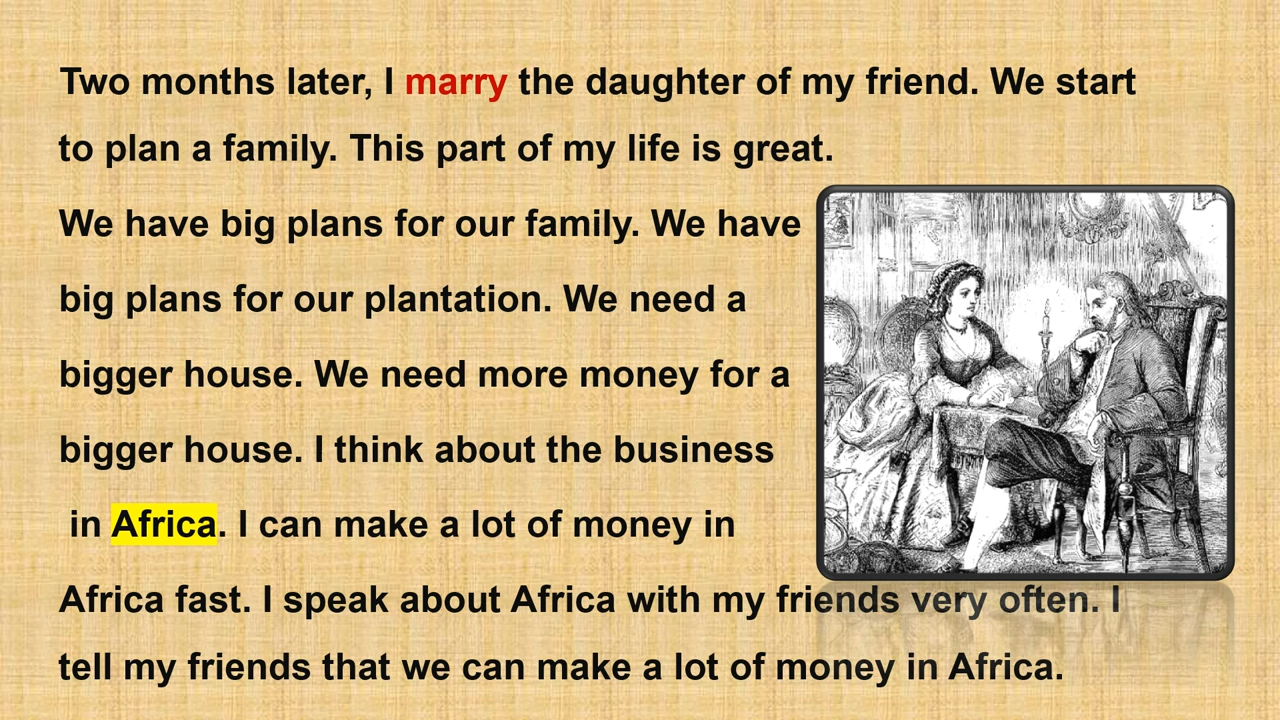 Two months later, I marry the daughter of my friend. We start
to plan a family. This part of my life is great.
We have big plans for our family. We have
big plans for our plantation. We need a
bigger house. We need more money for a
bigger house. I think about the business
in Africa. I can make a lot of money in
Africa fast. I speak about Africa with my friends very often. I
tell my friends that we can make a lot of money in Africa.